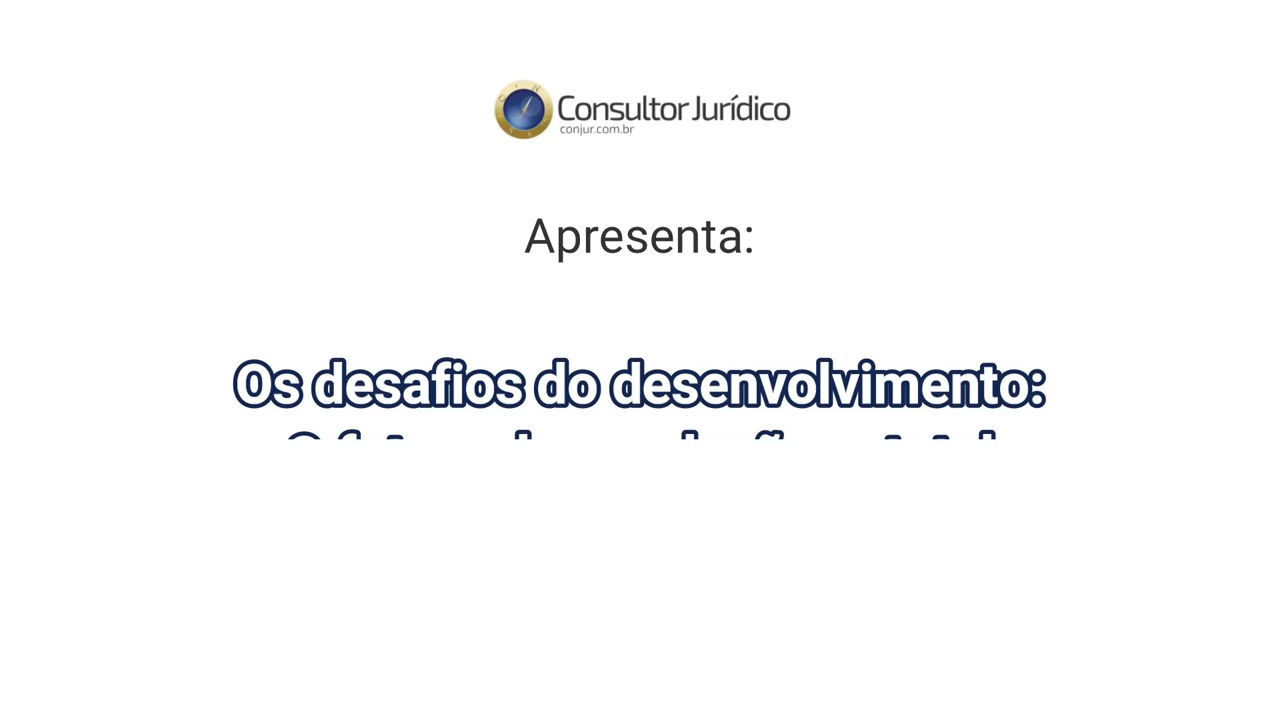 Consultor Jurídico
conjur.com.br
Apresenta:
Os desafios do desenvolvimento: